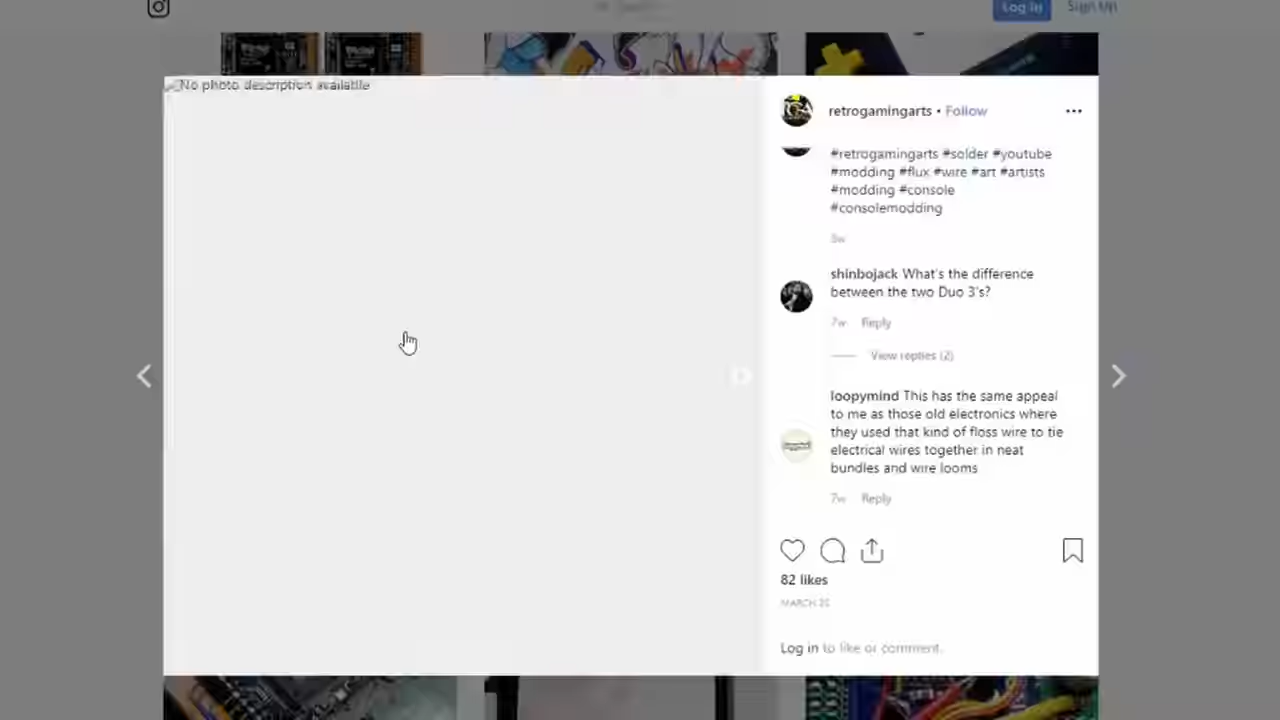 Log In
Sign Up
No photo description available
retrogamingarts • Follow
#retrogamingarts #solder #youtube
#modding #flux #wire #art #artists
#modding #console
#consolemodding
shinbojack What's the difference
between the two Duo 3's?
7w Reply
View replies (2)
loopymind This has the same appeal
to me as those old electronics where
they used that kind of floss wire to tie
electrical wires together in neat
bundles and wire looms
7w Reply
82 likes
Log in to like or comment.